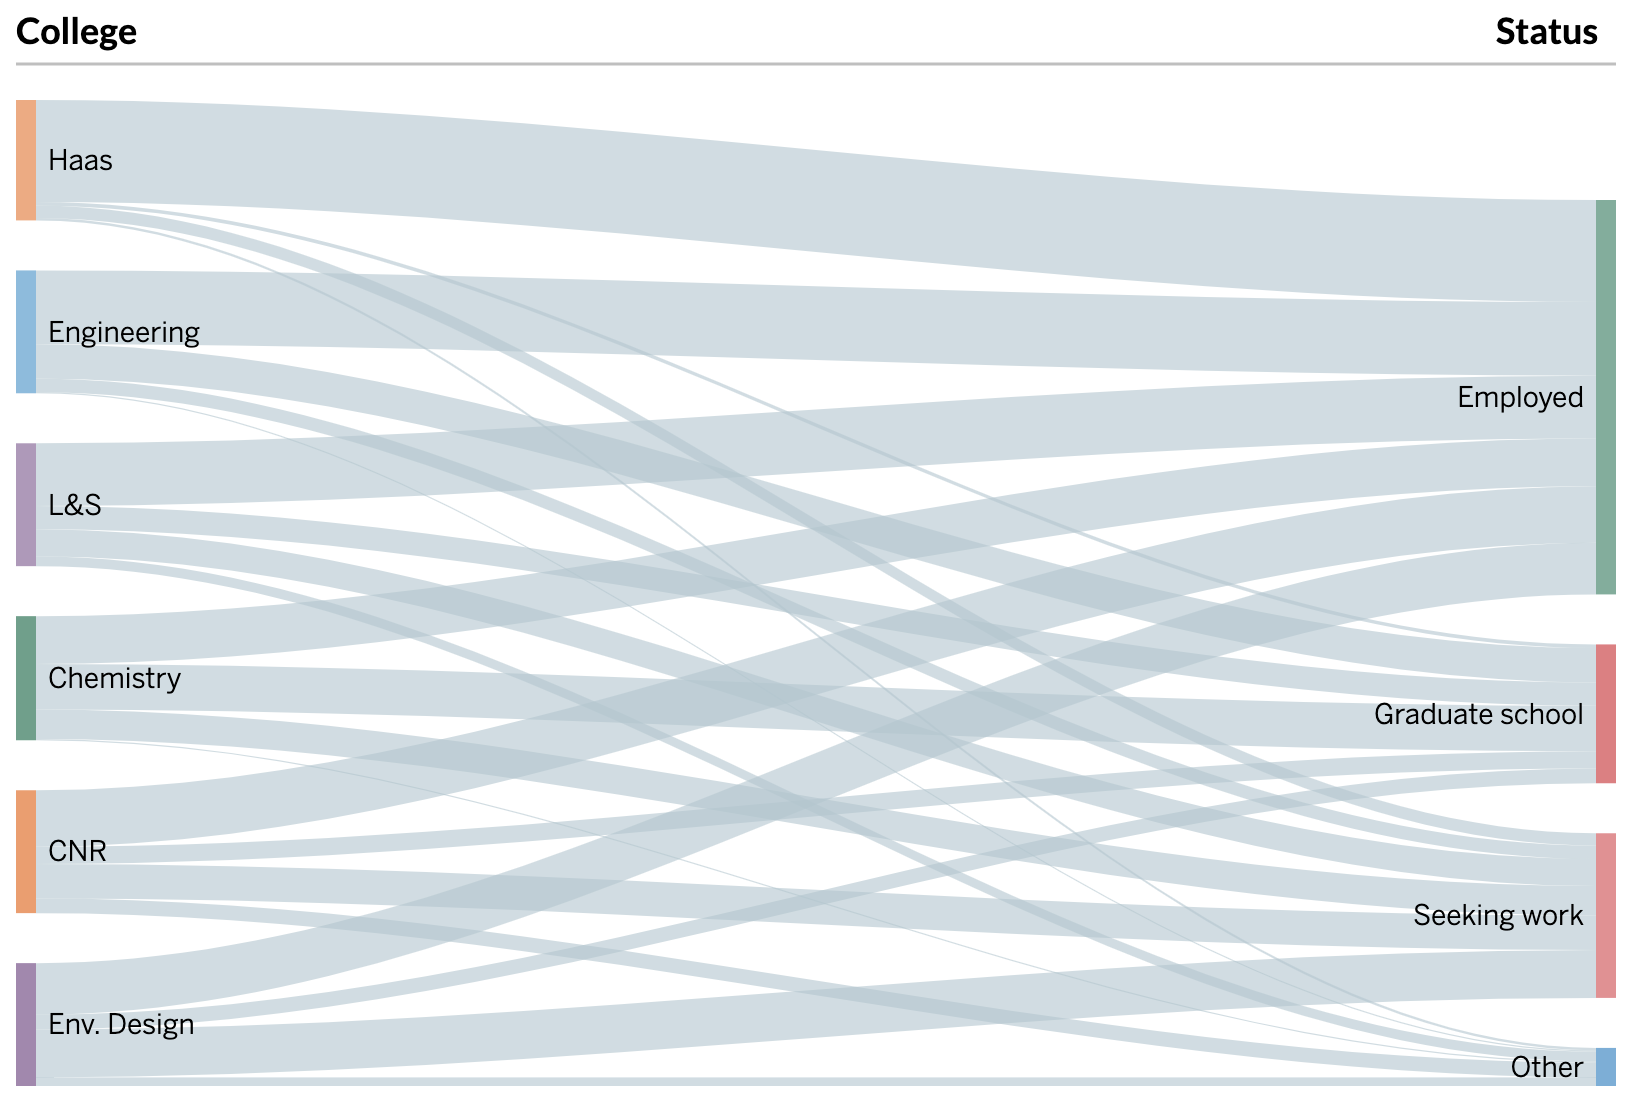 College
Status
Haas
Engineering
Employed
L&S
Chemistry
Graduate school
CNR
Seeking work
Env. Design
Other